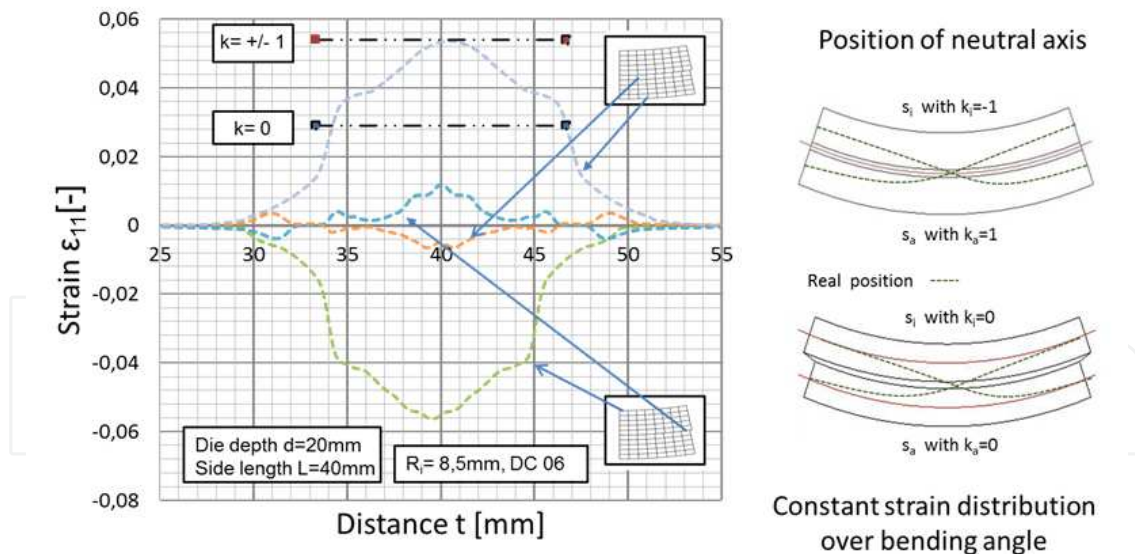 0,06
0,04
0,02
0
-0,02
-0,04
-0,06
-0,08
Strain ε11[-]
k= +/- 1
k= 0
25 30 35 40 45 50 55
Die depth d=20mm
Side length L=40mm
Ri= 8,5mm, DC 06
Distance t [mm]
Position of neutral axis
si with ki=-1
sa with ka=1
Real position
si with ki=0
sa with ka=0
Constant strain distribution
over bending angle